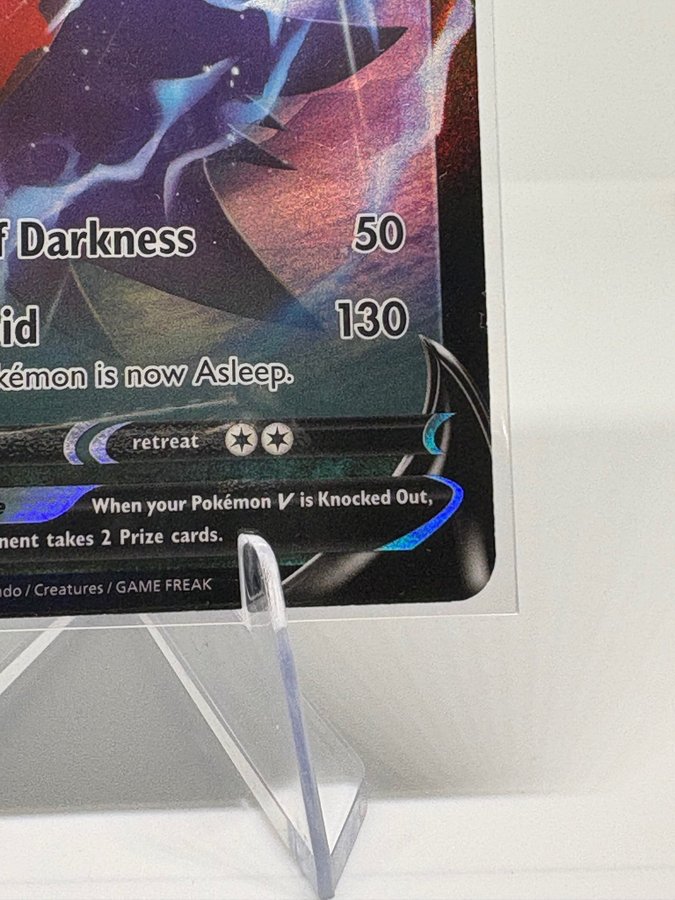 f Darkness 50
id 130
kémon is now Asleep.
retreat
e When your Pokémon V is Knocked Out,
nent takes 2 Prize cards.
ndo / Creatures / GAME FREAK